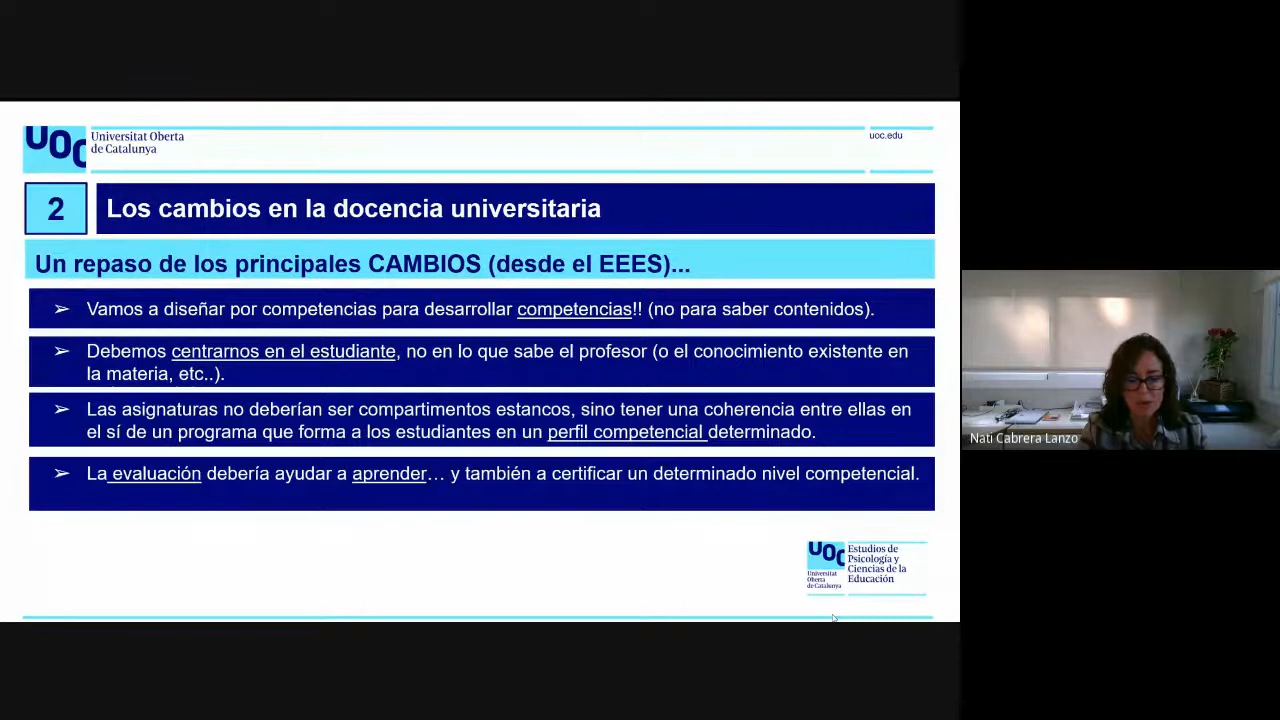 UOC
Universitat Oberta
de Catalunya
uoc.edu
2
Los cambios en la docencia universitaria
Un repaso de los principales CAMBIOS (desde el EEES)...
➢ Vamos a diseñar por competencias para desarrollar competencias!! (no para saber contenidos).
➢ Debemos centrarnos en el estudiante, no en lo que sabe el profesor (o el conocimiento existente en
la materia, etc..).
➢ Las asignaturas no deberían ser compartimentos estancos, sino tener una coherencia entre ellas en
el sí de un programa que forma a los estudiantes en un perfil competencial determinado.
➢ La evaluación debería ayudar a aprender… y también a certificar un determinado nivel competencial.
Nati Cabrera Lanzo
UOC
Universitat
Oberta
de Catalunya
Estudios de
Psicología y
Ciencias de la
Educación